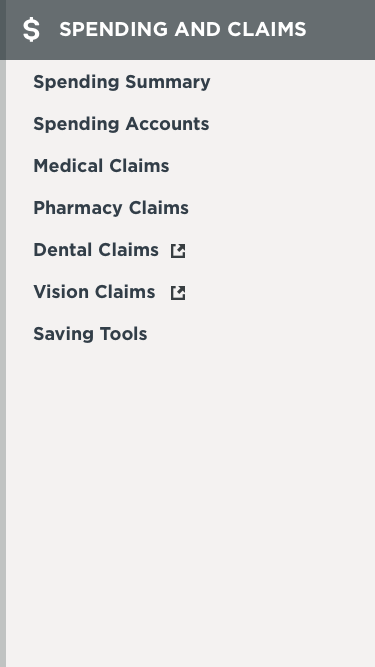 $ SPENDING AND CLAIMS
Spending Summary
Spending Accounts
Medical Claims
Pharmacy Claims
Dental Claims
Vision Claims
Saving Tools